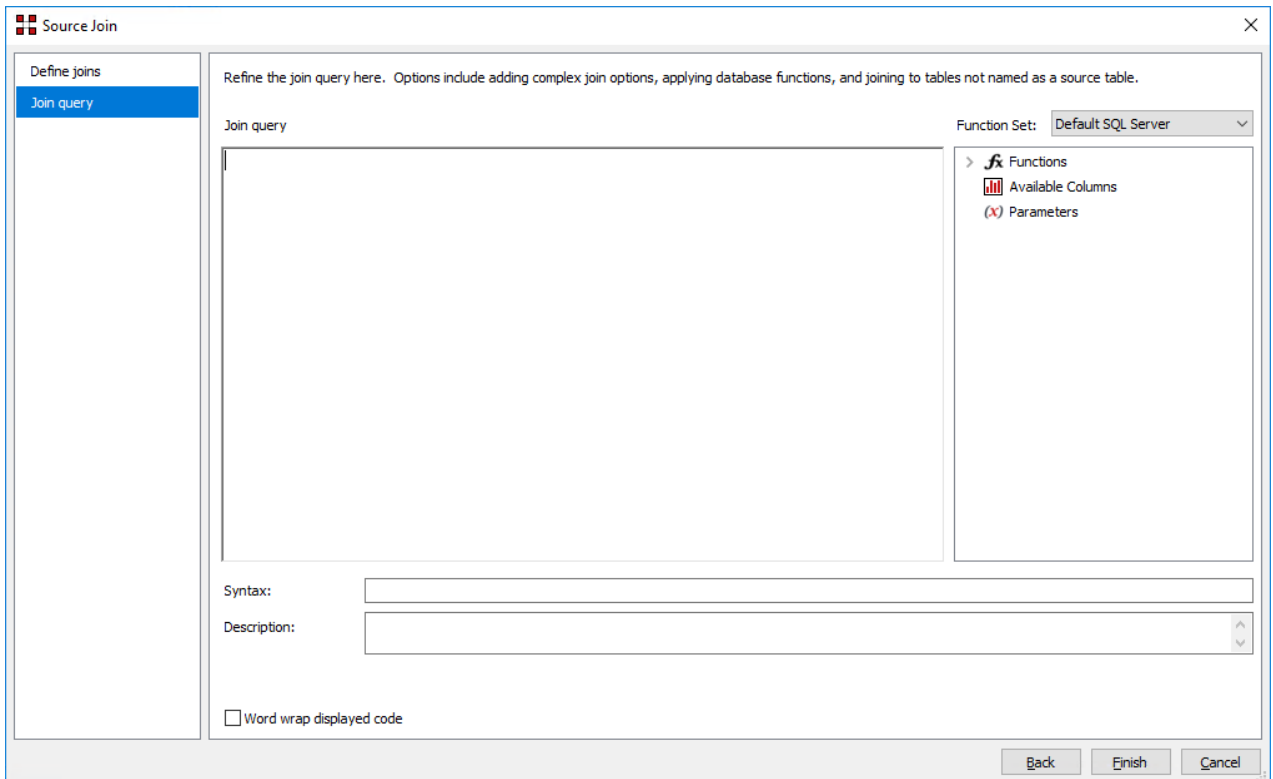 Source Join
Define joins
Join query
Refine the join query here. Options include adding complex join options, applying database functions, and joining to tables not named as a source table.
Join query
Function Set: Default SQL Server
fx Functions
Available Columns
(x) Parameters
Syntax:
Description:
Word wrap displayed code
Back Finish Cancel